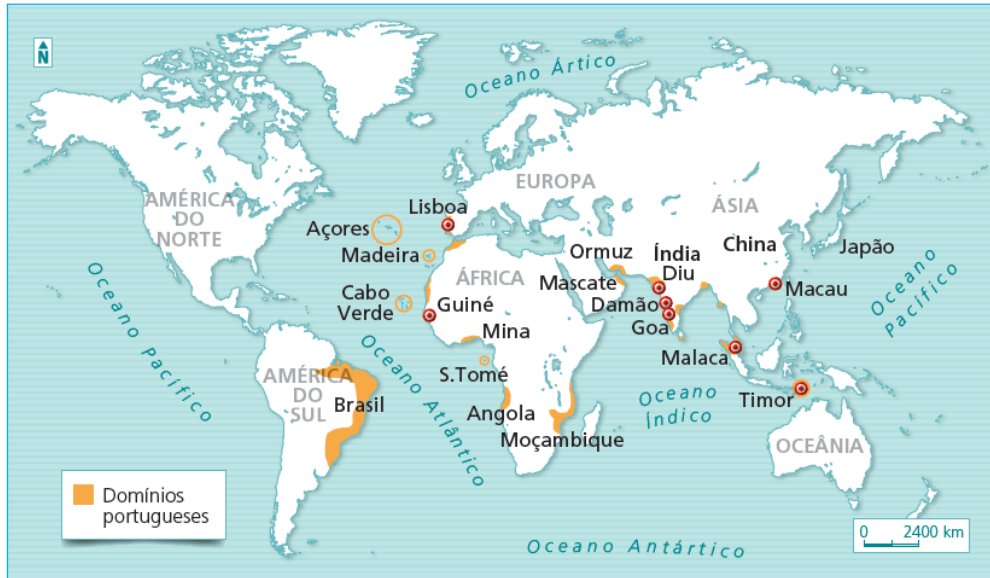 N
Oceano Ártico
EUROPA
ÁSIA
AMÉRICA
DO
NORTE
Lisboa
Açores
Madeira
Ormuz
Índia
China
Japão
ÁFRICA
Mascate
Diu
Macau
Oceano
Pacífico
Cabo
Verde
Guiné
Damão
Goa
Mina
Malaca
Oceano Pacífico
Oceano Atlântico
S.Tomé
AMÉRICA
DO
SUL
Brasil
Angola
Moçambique
Oceano
Índico
Timor
OCEÂNIA
Domínios
portugueses
0 2400 km
Oceano Antártico